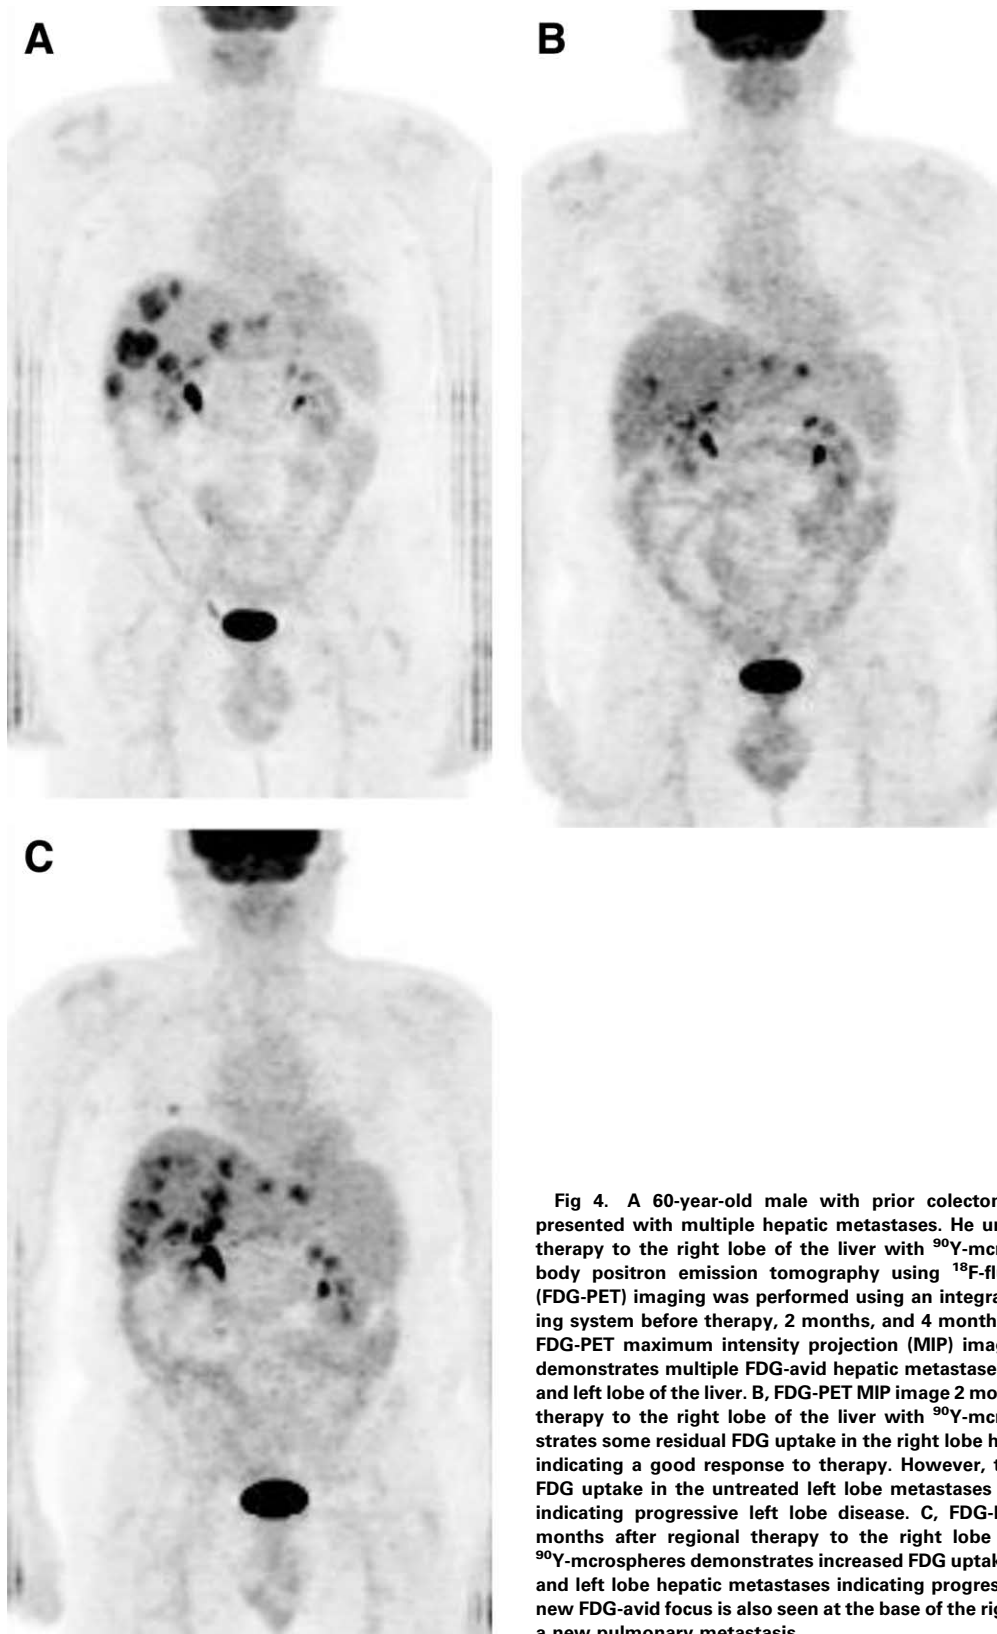 A
B
C
Fig 4. A 60-year-old male with prior colecton
presented with multiple hepatic metastases. He un
therapy to the right lobe of the liver with ⁹⁰Y-mcr
body positron emission tomography using ¹⁸F-fl
(FDG-PET) imaging was performed using an integra
ing system before therapy, 2 months, and 4 month
FDG-PET maximum intensity projection (MIP) imag
demonstrates multiple FDG-avid hepatic metastase
and left lobe of the liver. B, FDG-PET MIP image 2 mo
therapy to the right lobe of the liver with ⁹⁰Y-mcr
strates some residual FDG uptake in the right lobe h
indicating a good response to therapy. However, t
FDG uptake in the untreated left lobe metastases
indicating progressive left lobe disease. C, FDG-
months after regional therapy to the right lobe
⁹⁰Y-mcrospheres demonstrates increased FDG uptak
and left lobe hepatic metastases indicating progres
new FDG-avid focus is also seen at the base of the rig
a new pulmonary metastasis